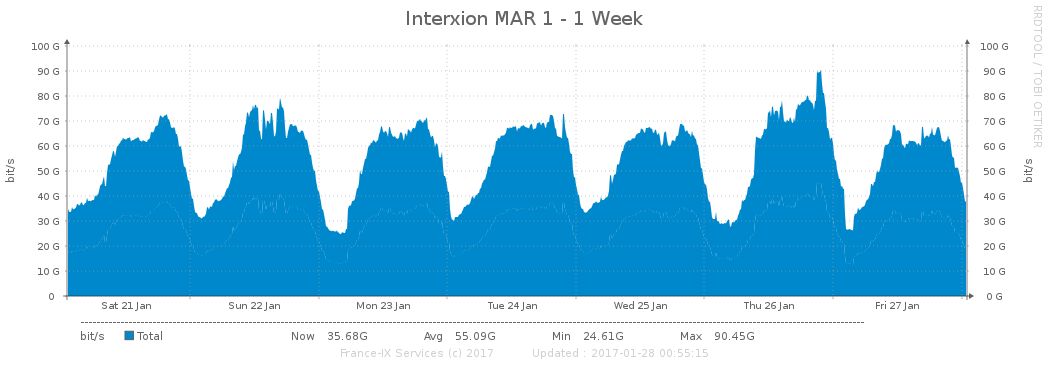 Interxion MAR 1 - 1 Week
RRDTOOL / TOBI OETIKER
100 G 100 G
90 G 90 G
80 G 80 G
70 G 70 G
60 G 60 G
50 G 50 G
40 G 40 G
30 G 30 G
20 G 20 G
10 G 10 G
0 0 G
bit/s
bit/s
Sat 21 Jan Sun 22 Jan Mon 23 Jan Tue 24 Jan Wed 25 Jan Thu 26 Jan Fri 27 Jan
bit/s Total Now 35.68G Avg 55.09G Min 24.61G Max 90.45G
France-IX Services (c) 2017 Updated : 2017-01-28 00:55:15